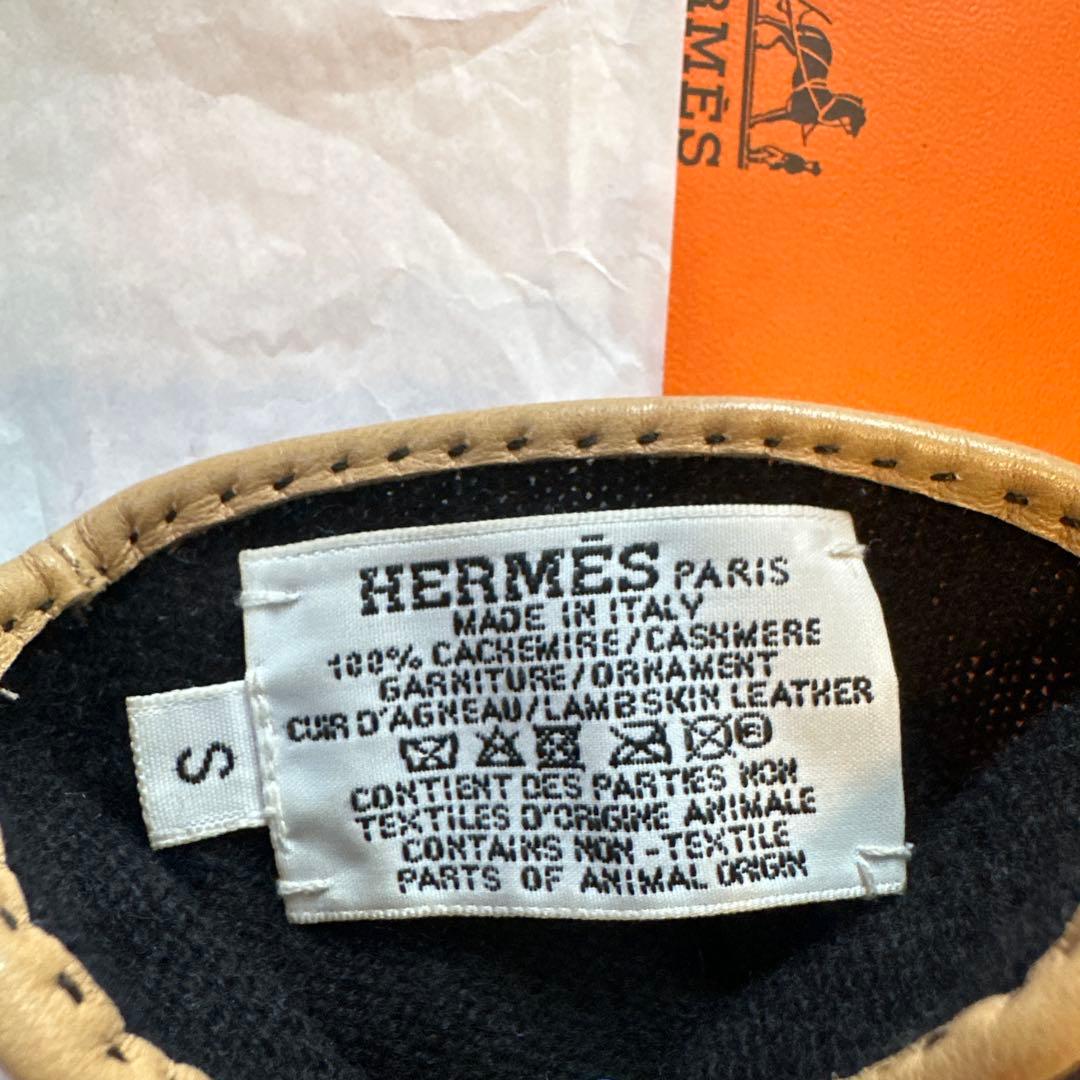 RMÈS
HERMÈS PARIS
MADE IN ITALY
100% CACHEMIRE/CASHMERE
GARNITURE/ORNAMENT
CUIR D'AGNEAU/LAMBSKIN LEATHER
CONTIENT DES PARTIES NON
TEXTILES D'ORIGINE ANIMALE
CONTAINS NON-TEXTILE
PARTS OF ANIMAL ORIGIN
S